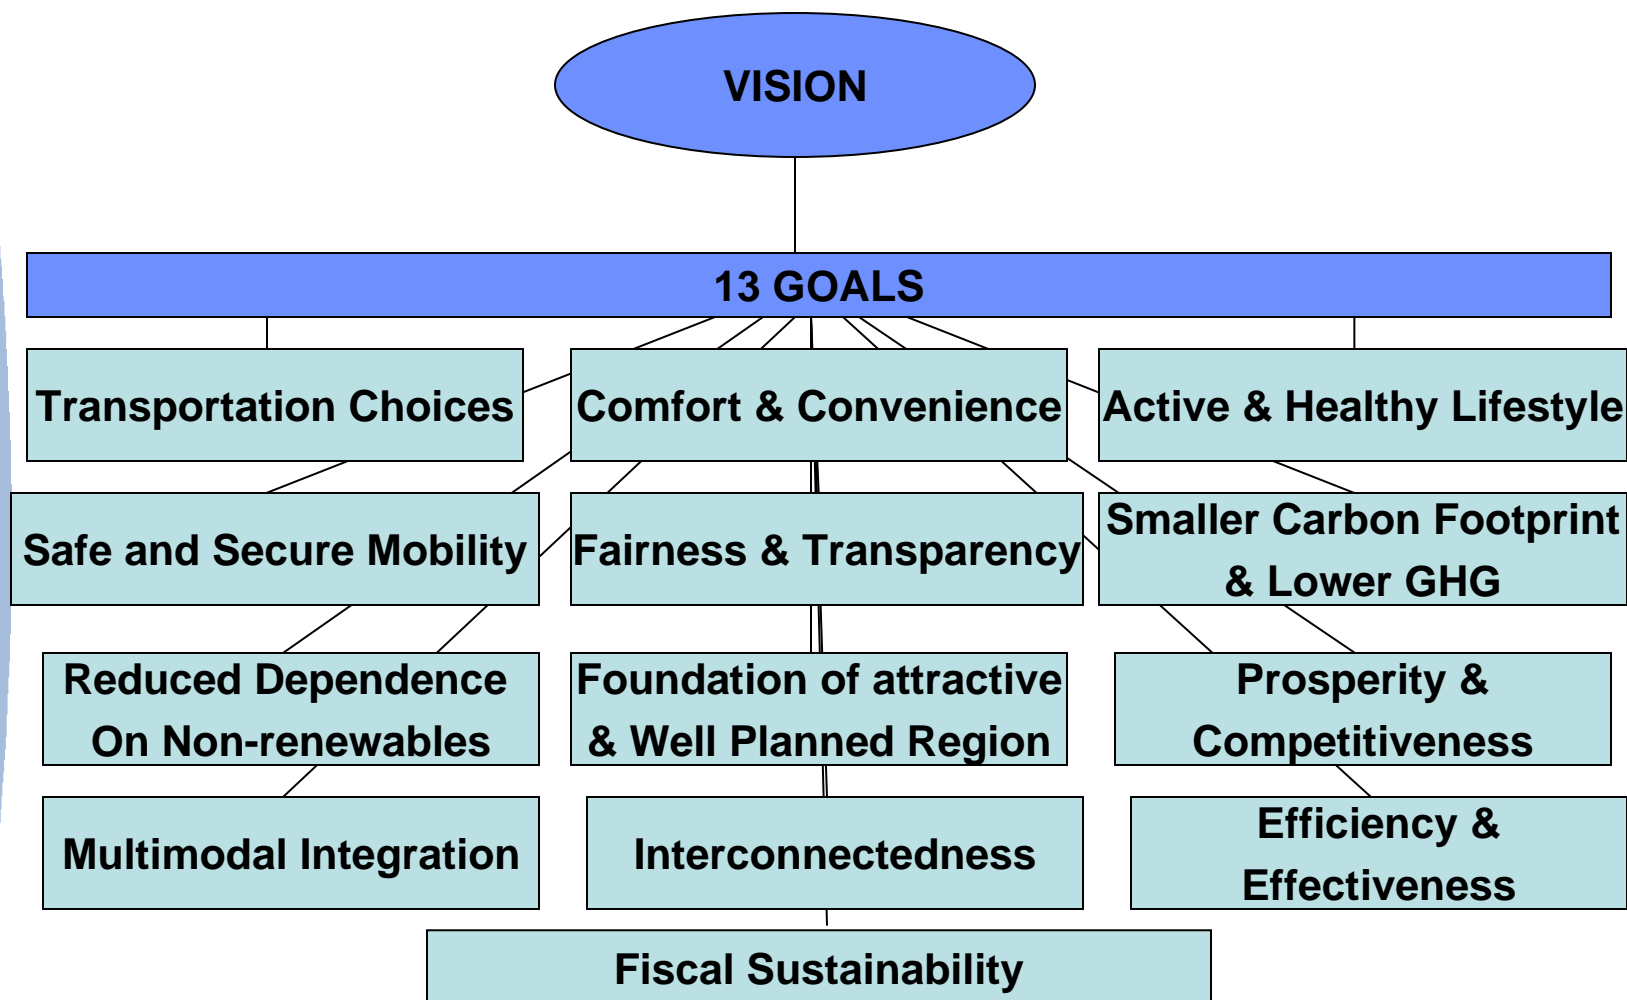 VISION
13 GOALS
Transportation Choices
Comfort & Convenience
Active & Healthy Lifestyle
Safe and Secure Mobility
Fairness & Transparency
Smaller Carbon Footprint
& Lower GHG
Reduced Dependence
On Non-renewables
Foundation of attractive
& Well Planned Region
Prosperity &
Competitiveness
Multimodal Integration
Interconnectedness
Efficiency &
Effectiveness
Fiscal Sustainability